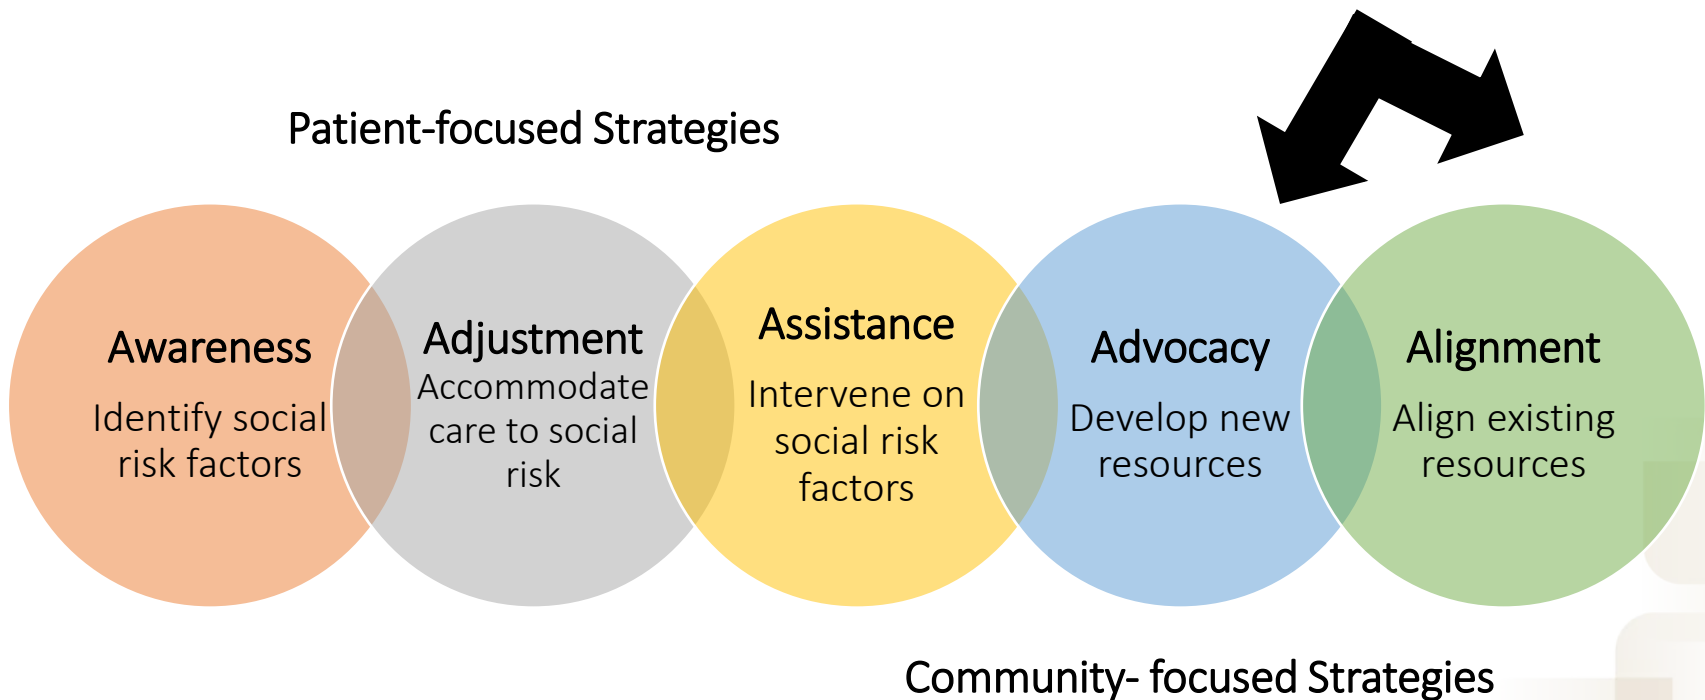 Patient-focused Strategies
Awareness
Identify social
risk factors
Adjustment
Accommodate
care to social
risk
Assistance
Intervene on
social risk
factors
Advocacy
Develop new
resources
Alignment
Align existing
resources
Community- focused Strategies